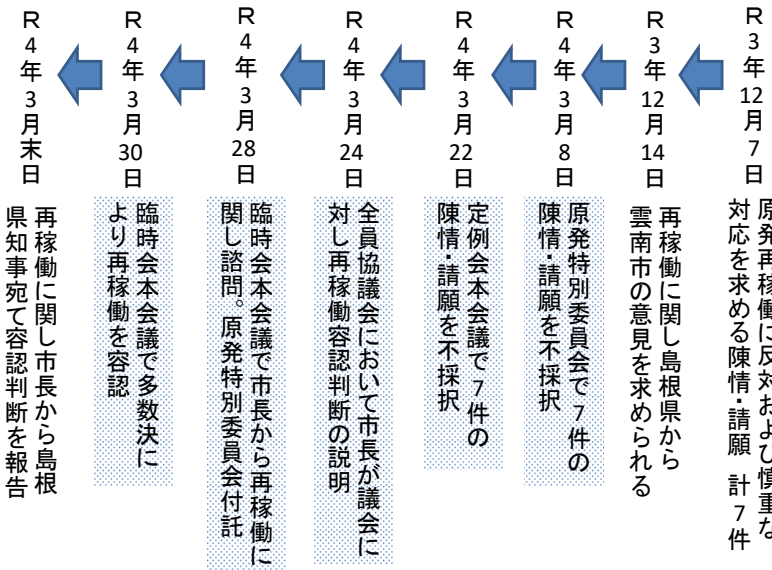 R3年12月7日
原発再稼働に反対および慎重な
対応を求める陳情・請願 計7件
R3年12月14日
再稼働に関し島根県から
雲南市の意見を求められる
R4年3月8日
原発特別委員会で7件の
陳情・請願を不採択
R4年3月22日
定例会本会議で7件の
陳情・請願を不採択
R4年3月24日
全員協議会において市長が議会に
対し再稼働容認判断の説明
R4年3月28日
臨時会本会議で市長から再稼働に
関し諮問。原発特別委員会付託
R4年3月30日
臨時会本会議で多数決に
より再稼働を容認
R4年3月末日
再稼働に関し市長から島根
県知事宛て容認判断を報告